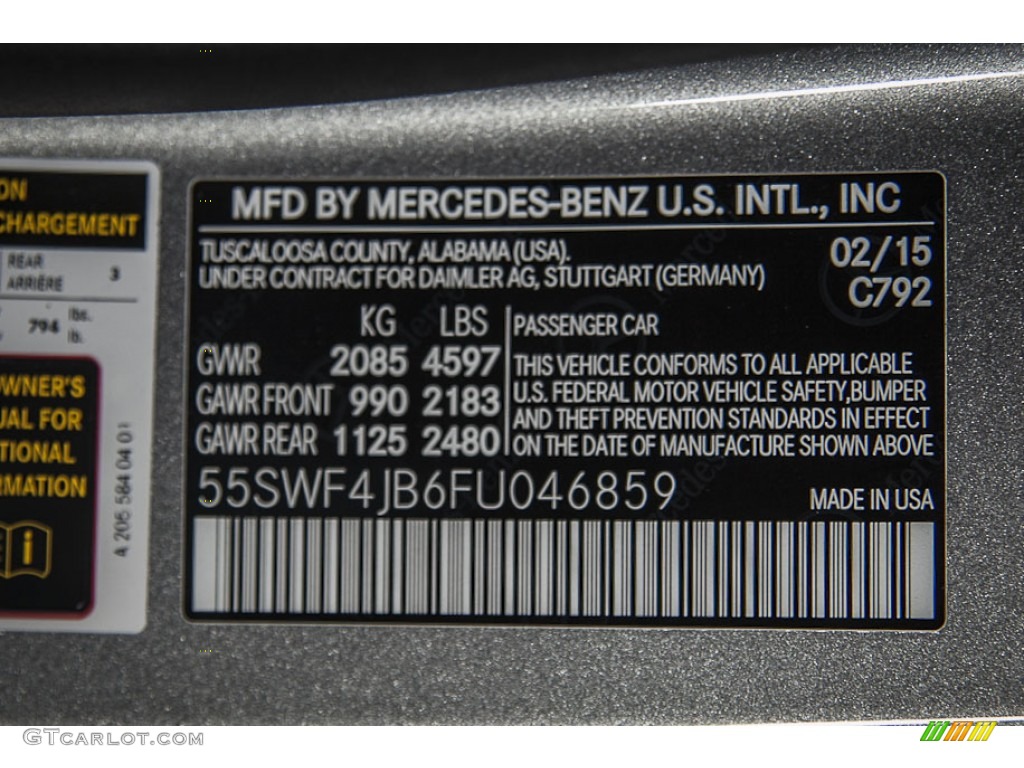 ON
CHARGEMENT
REAR
ARRIÈRE
3
794 lbs.
lb.
OWNER'S
UAL FOR
TIONAL
RMATION
A 205 584 04 01
MFD BY MERCEDES-BENZ U.S. INTL., INC
TUSCALOOSA COUNTY, ALABAMA (USA).
02/15
UNDER CONTRACT FOR DAIMLER AG, STUTTGART (GERMANY)
C792
KG LBS
GVWR 2085 4597
GAWR FRONT 990 2183
GAWR REAR 1125 2480
PASSENGER CAR
THIS VEHICLE CONFORMS TO ALL APPLICABLE
U.S. FEDERAL MOTOR VEHICLE SAFETY,BUMPER
AND THEFT PREVENTION STANDARDS IN EFFECT
ON THE DATE OF MANUFACTURE SHOWN ABOVE
55SWF4JB6FU046859
MADE IN USA
GTcarlot.com